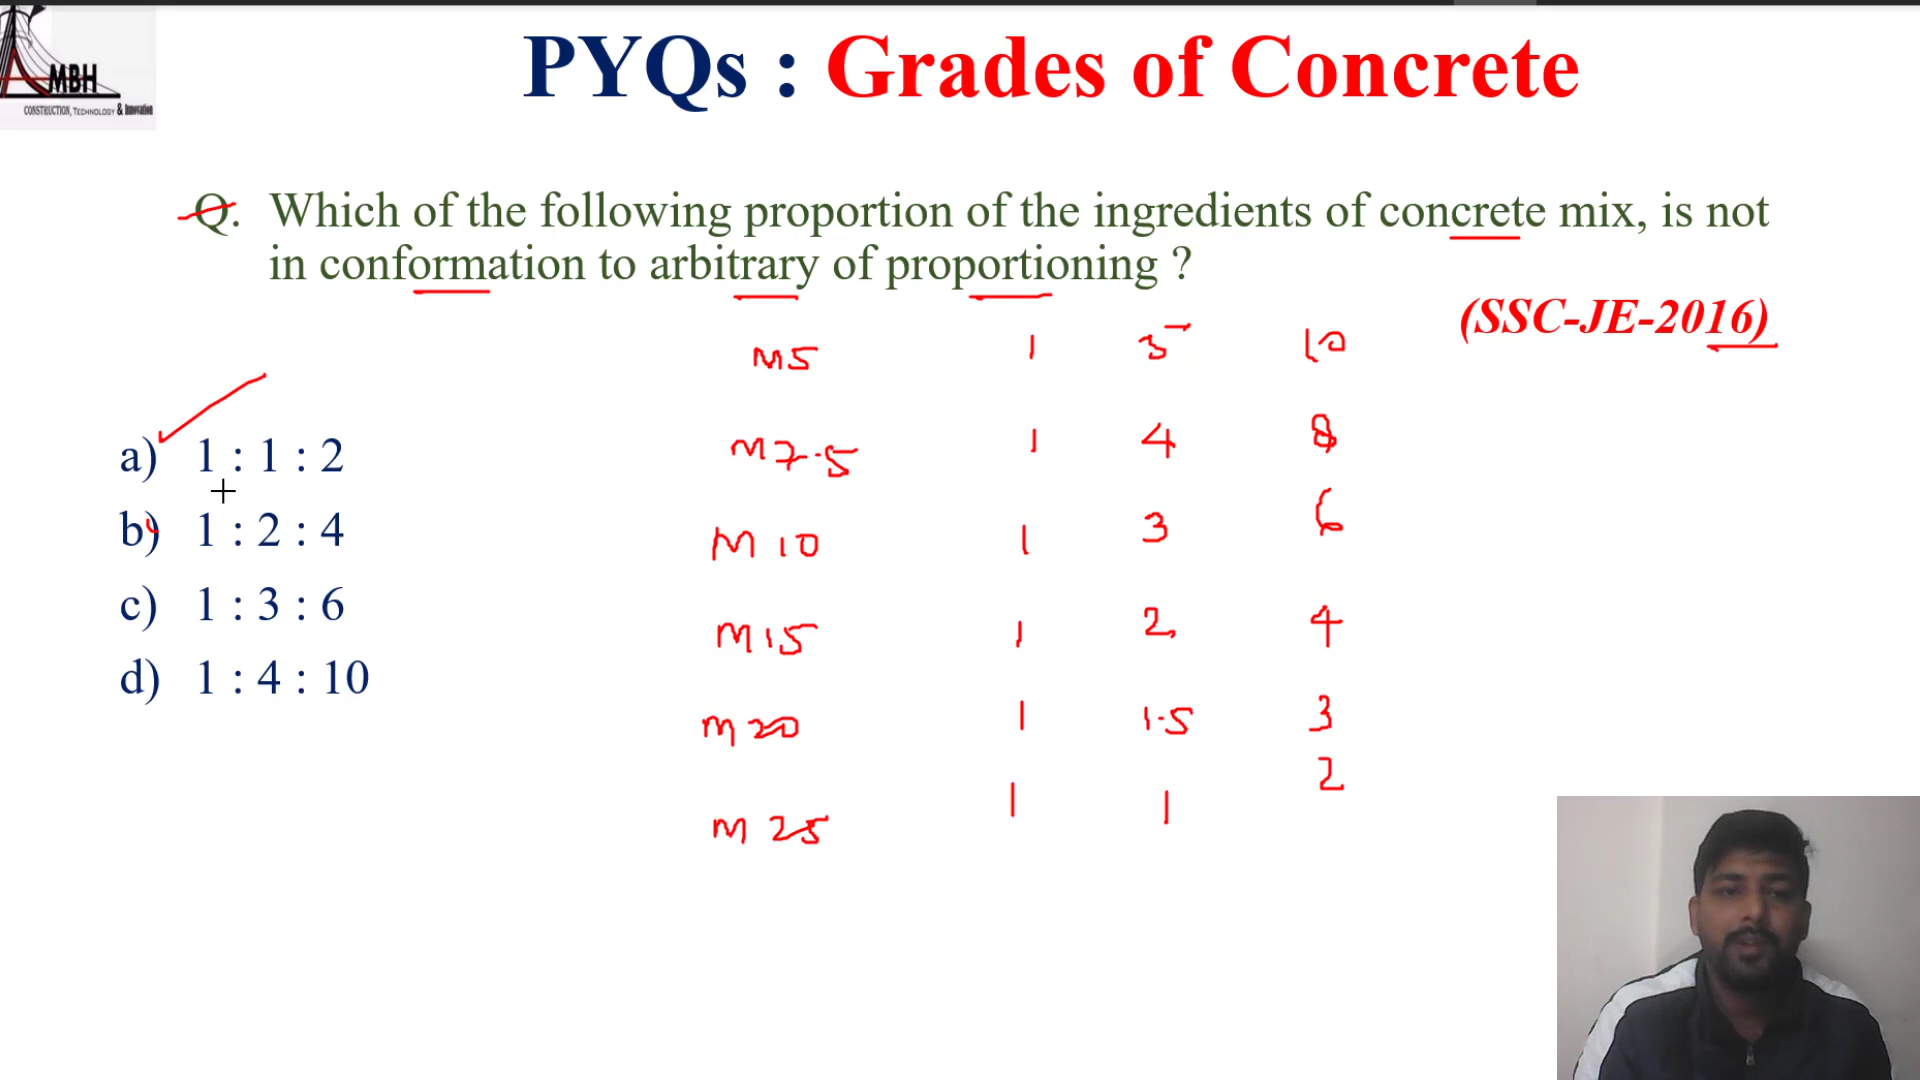 MBH
CONSTRUCTION, TECHNOLOGY & Innovation
PYQs : Grades of Concrete
Q. Which of the following proportion of the ingredients of concrete mix, is not
in conformation to arbitrary of proportioning ?
(SSC-JE-2016)
M5 1 5 10
a) 1 : 1 : 2
M7.5 1 4 8
b) 1 : 2 : 4
M10 1 3 6
c) 1 : 3 : 6
M15 1 2 4
d) 1 : 4 : 10
M20 1 1.5 3
M25 1 1 2